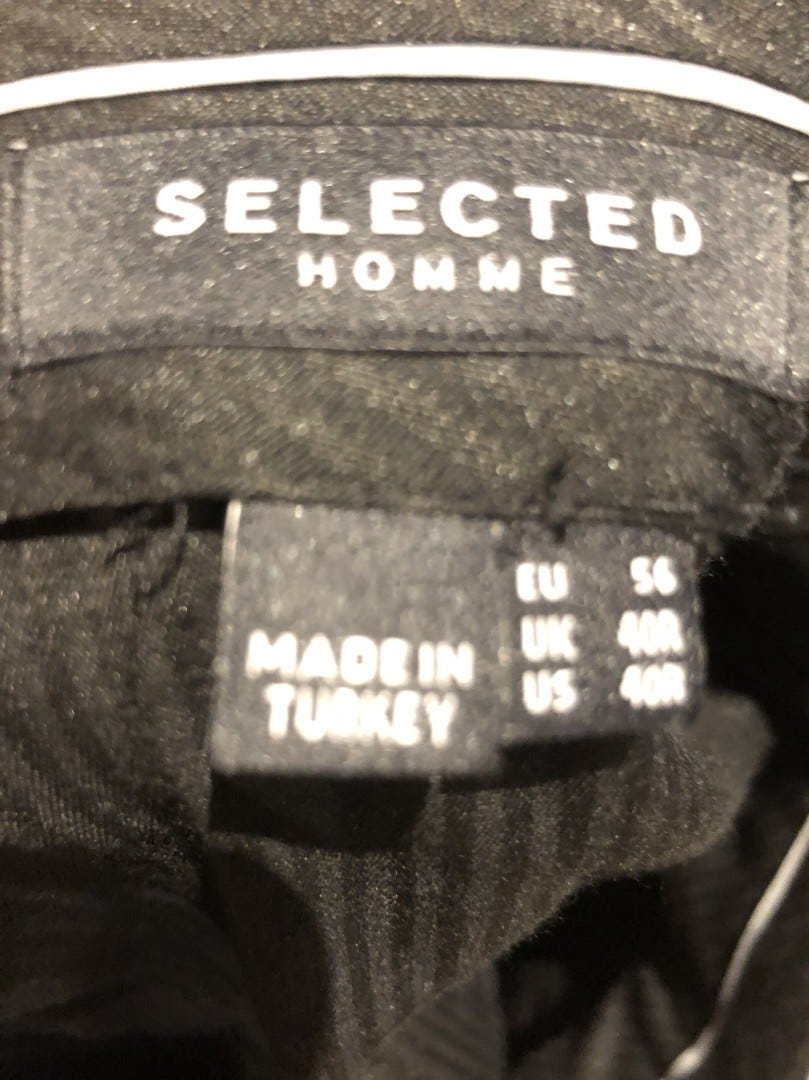 SELECTED
HOMME
MADE IN
TURKEY
EU 56
UK 40R
US 40R